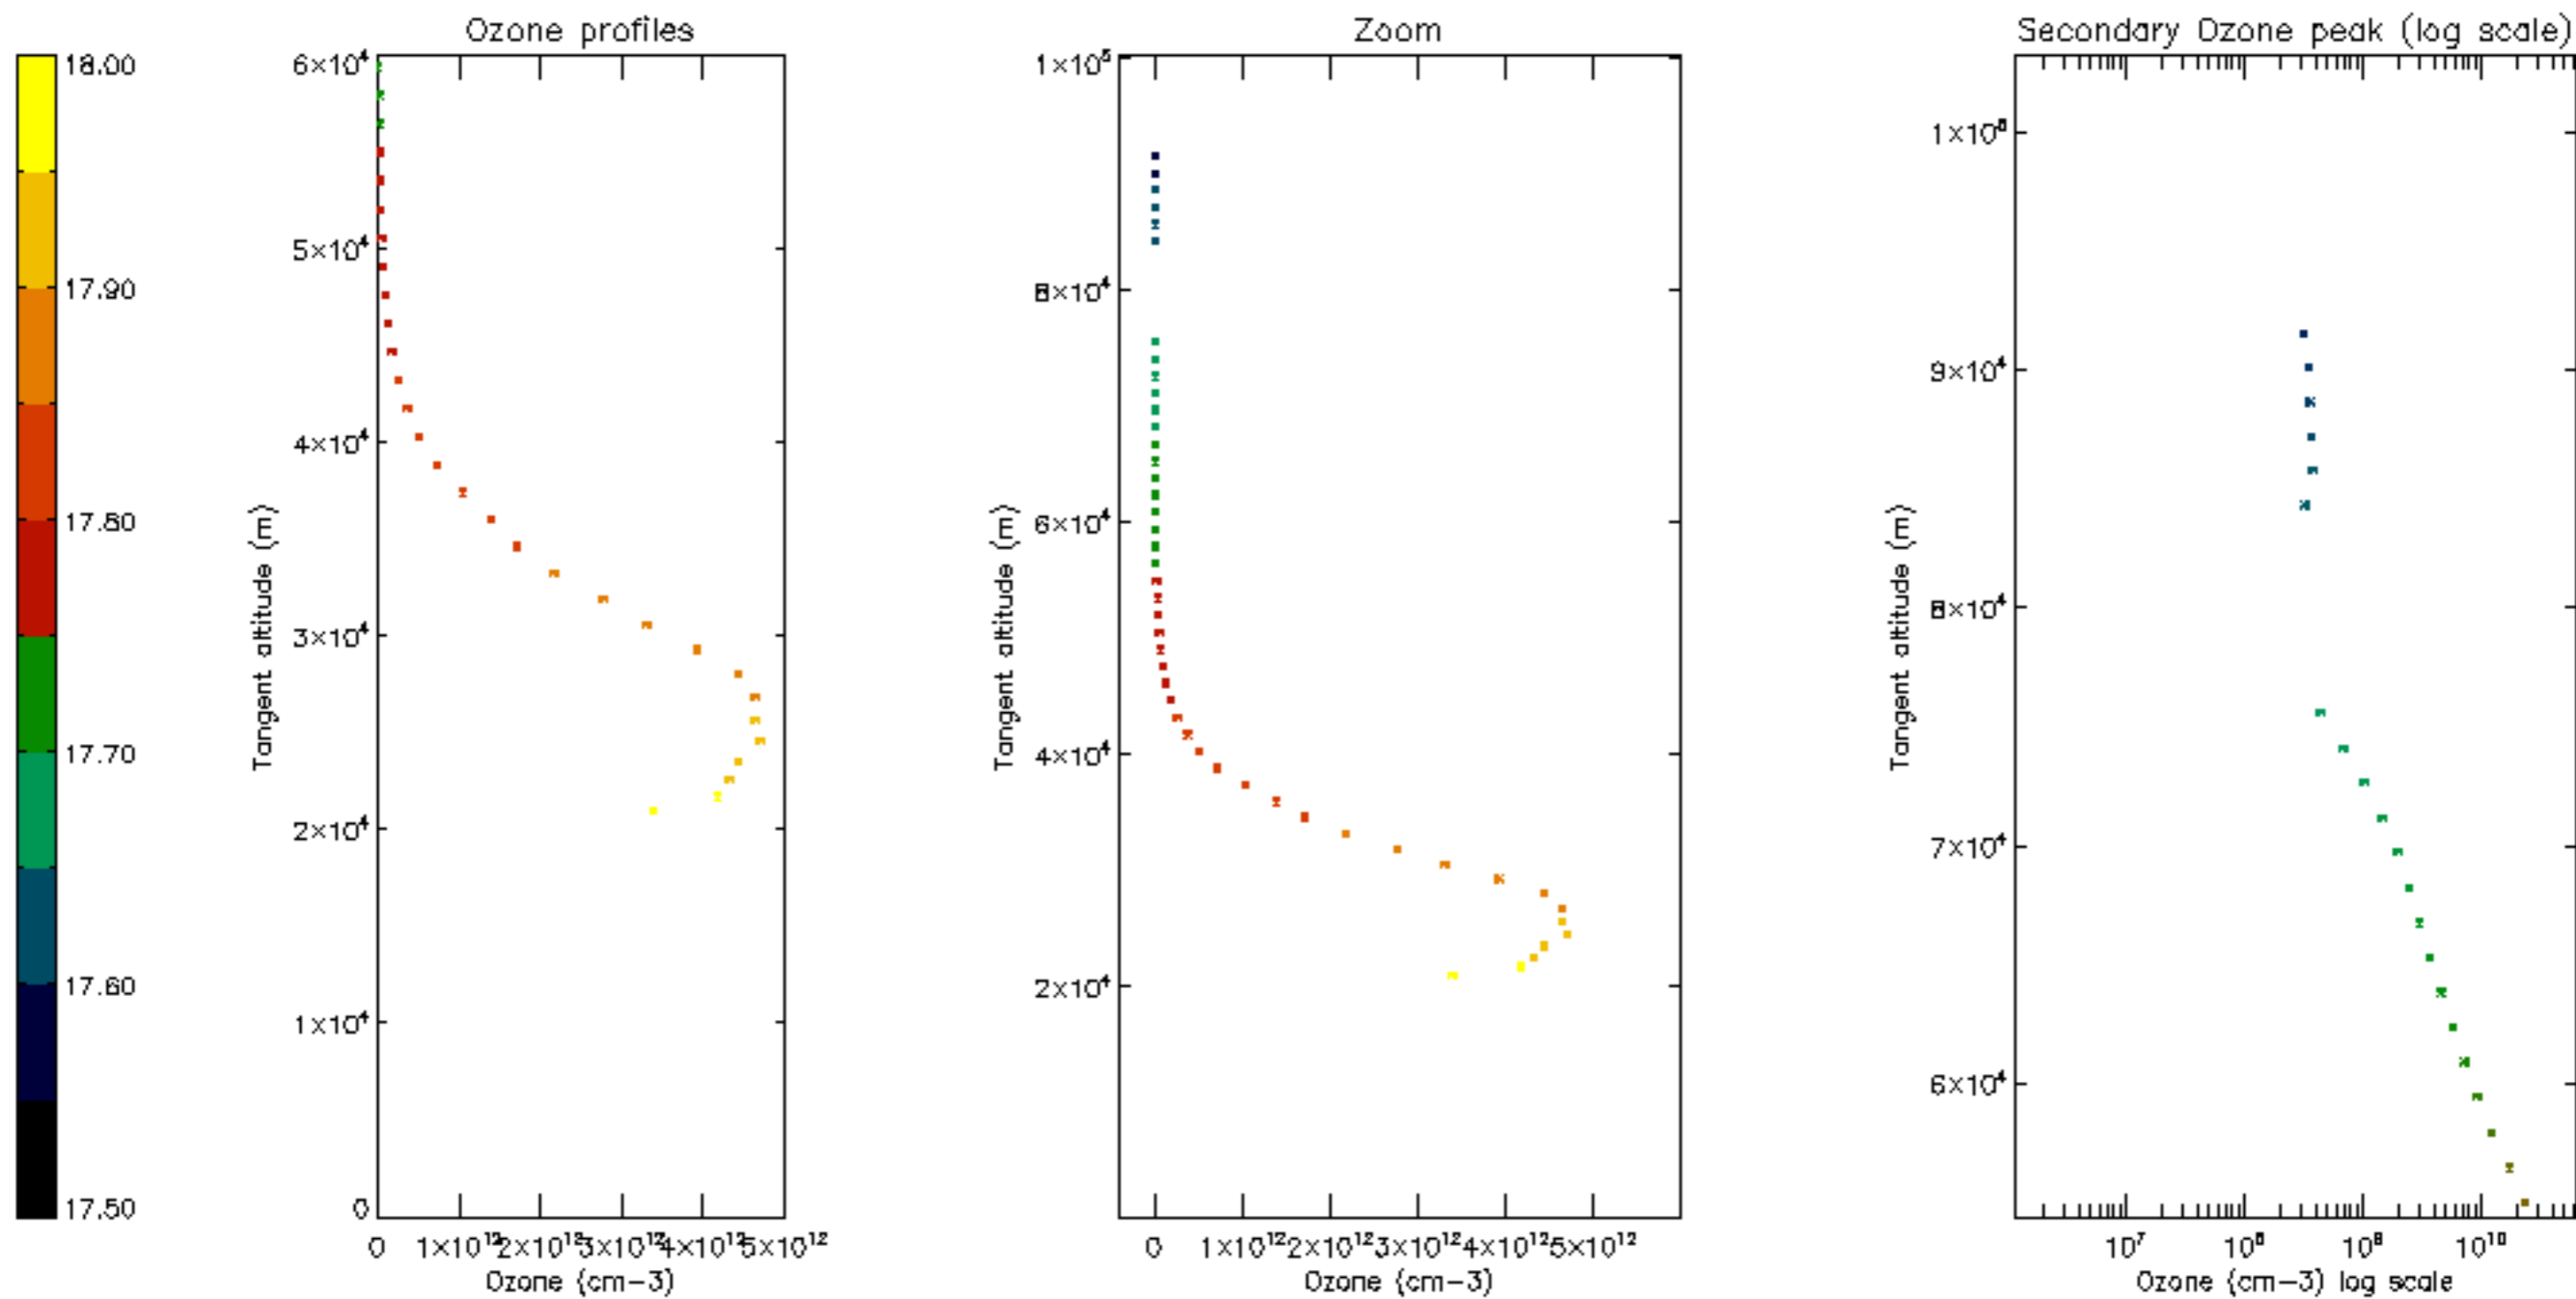 Ozone profiles
Zoom
Secondary Ozone peak (log scale)
18.00
17.90
17.80
17.70
17.60
17.50
6×10⁴
5×10⁴
4×10⁴
3×10⁴
2×10⁴
1×10⁴
0
Tangent altitude (m)
0 1×10¹² 2×10¹² 3×10¹² 4×10¹² 5×10¹²
Ozone (cm-3)
1×10⁵
8×10⁴
6×10⁴
4×10⁴
2×10⁴
Tangent altitude (m)
0 1×10¹² 2×10¹² 3×10¹² 4×10¹² 5×10¹²
Ozone (cm-3)
1×10⁵
9×10⁴
8×10⁴
7×10⁴
6×10⁴
Tangent altitude (m)
10⁷ 10⁸ 10⁹ 10¹⁰
Ozone (cm-3) log scale